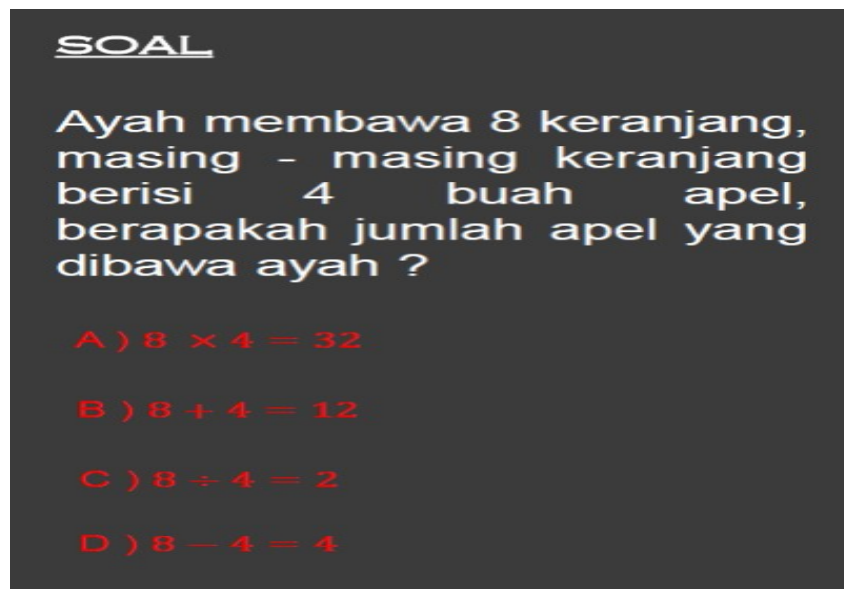 SOAL
Ayah membawa 8 keranjang,
masing - masing keranjang
berisi 4 buah apel,
berapakah jumlah apel yang
dibawa ayah ?
A ) 8 × 4 = 32
B ) 8 + 4 = 12
C ) 8 ÷ 4 = 2
D ) 8 – 4 = 4